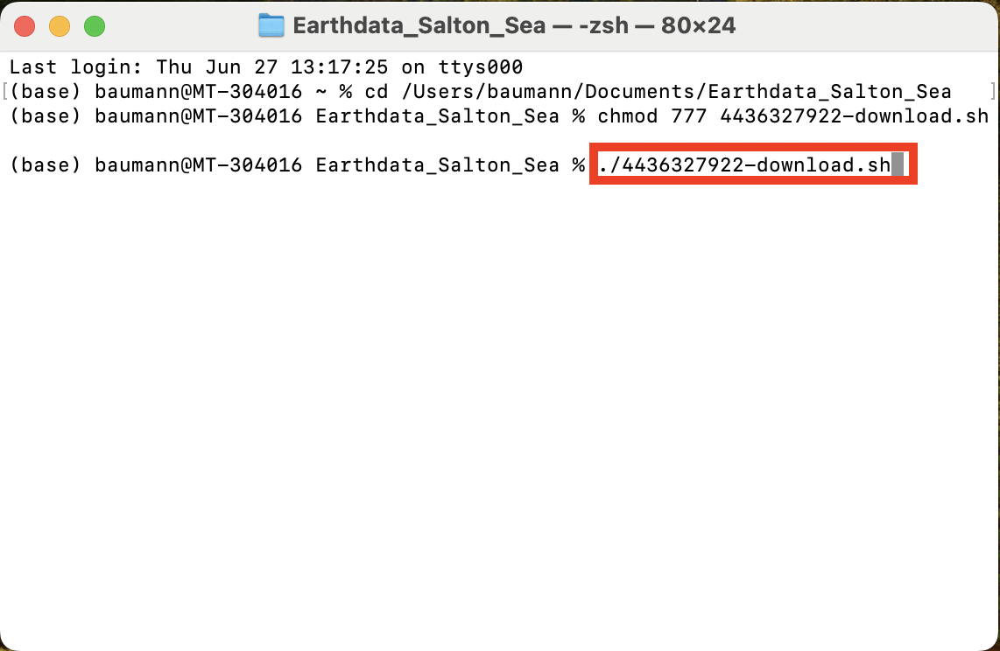 Earthdata_Salton_Sea — -zsh — 80×24
Last login: Thu Jun 27 13:17:25 on ttys000
[(base) baumann@MT-304016 ~ % cd /Users/baumann/Documents/Earthdata_Salton_Sea ]
(base) baumann@MT-304016 Earthdata_Salton_Sea % chmod 777 4436327922-download.sh
(base) baumann@MT-304016 Earthdata_Salton_Sea % ./4436327922-download.sh